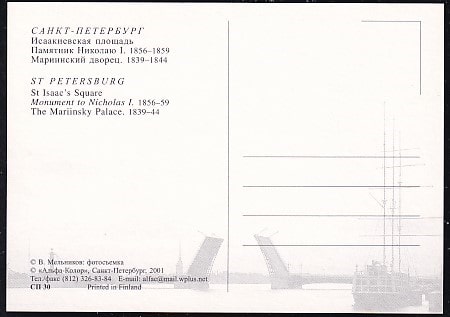 САНКТ-ПЕТЕРБУРГ
Исаакиевская площадь
Памятник Николаю I. 1856–1859
Мариинский дворец. 1839–1844
ST PETERSBURG
St Isaac's Square
Monument to Nicholas I. 1856–59
The Mariinsky Palace. 1839–44
© В. Мельников: фотосъемка
© «Альфа-Колор», Санкт-Петербург, 2001
Тел./факс (812) 326-83-84 E-mail: alfac@mail.wplus.net
СП 30 Printed in Finland